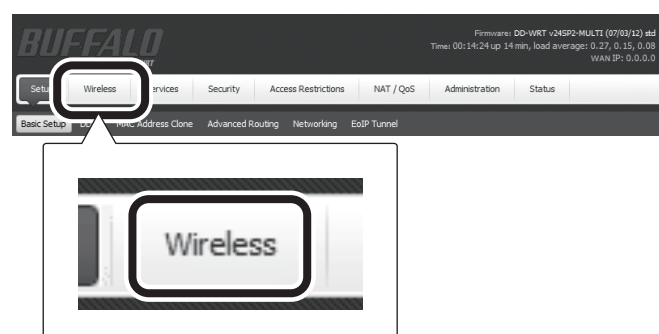 BUFFALO
Firmware: DD-WRT v24SP2-MULTI (07/03/12) std
Time: 00:14:24 up 14 min, load average: 0.27, 0.15, 0.08
WAN IP: 0.0.0.0
Wireless Security Access Restrictions NAT / QoS Administration Status
Basic Setup Address Clone Advanced Routing Networking EoIP Tunnel
Wireless